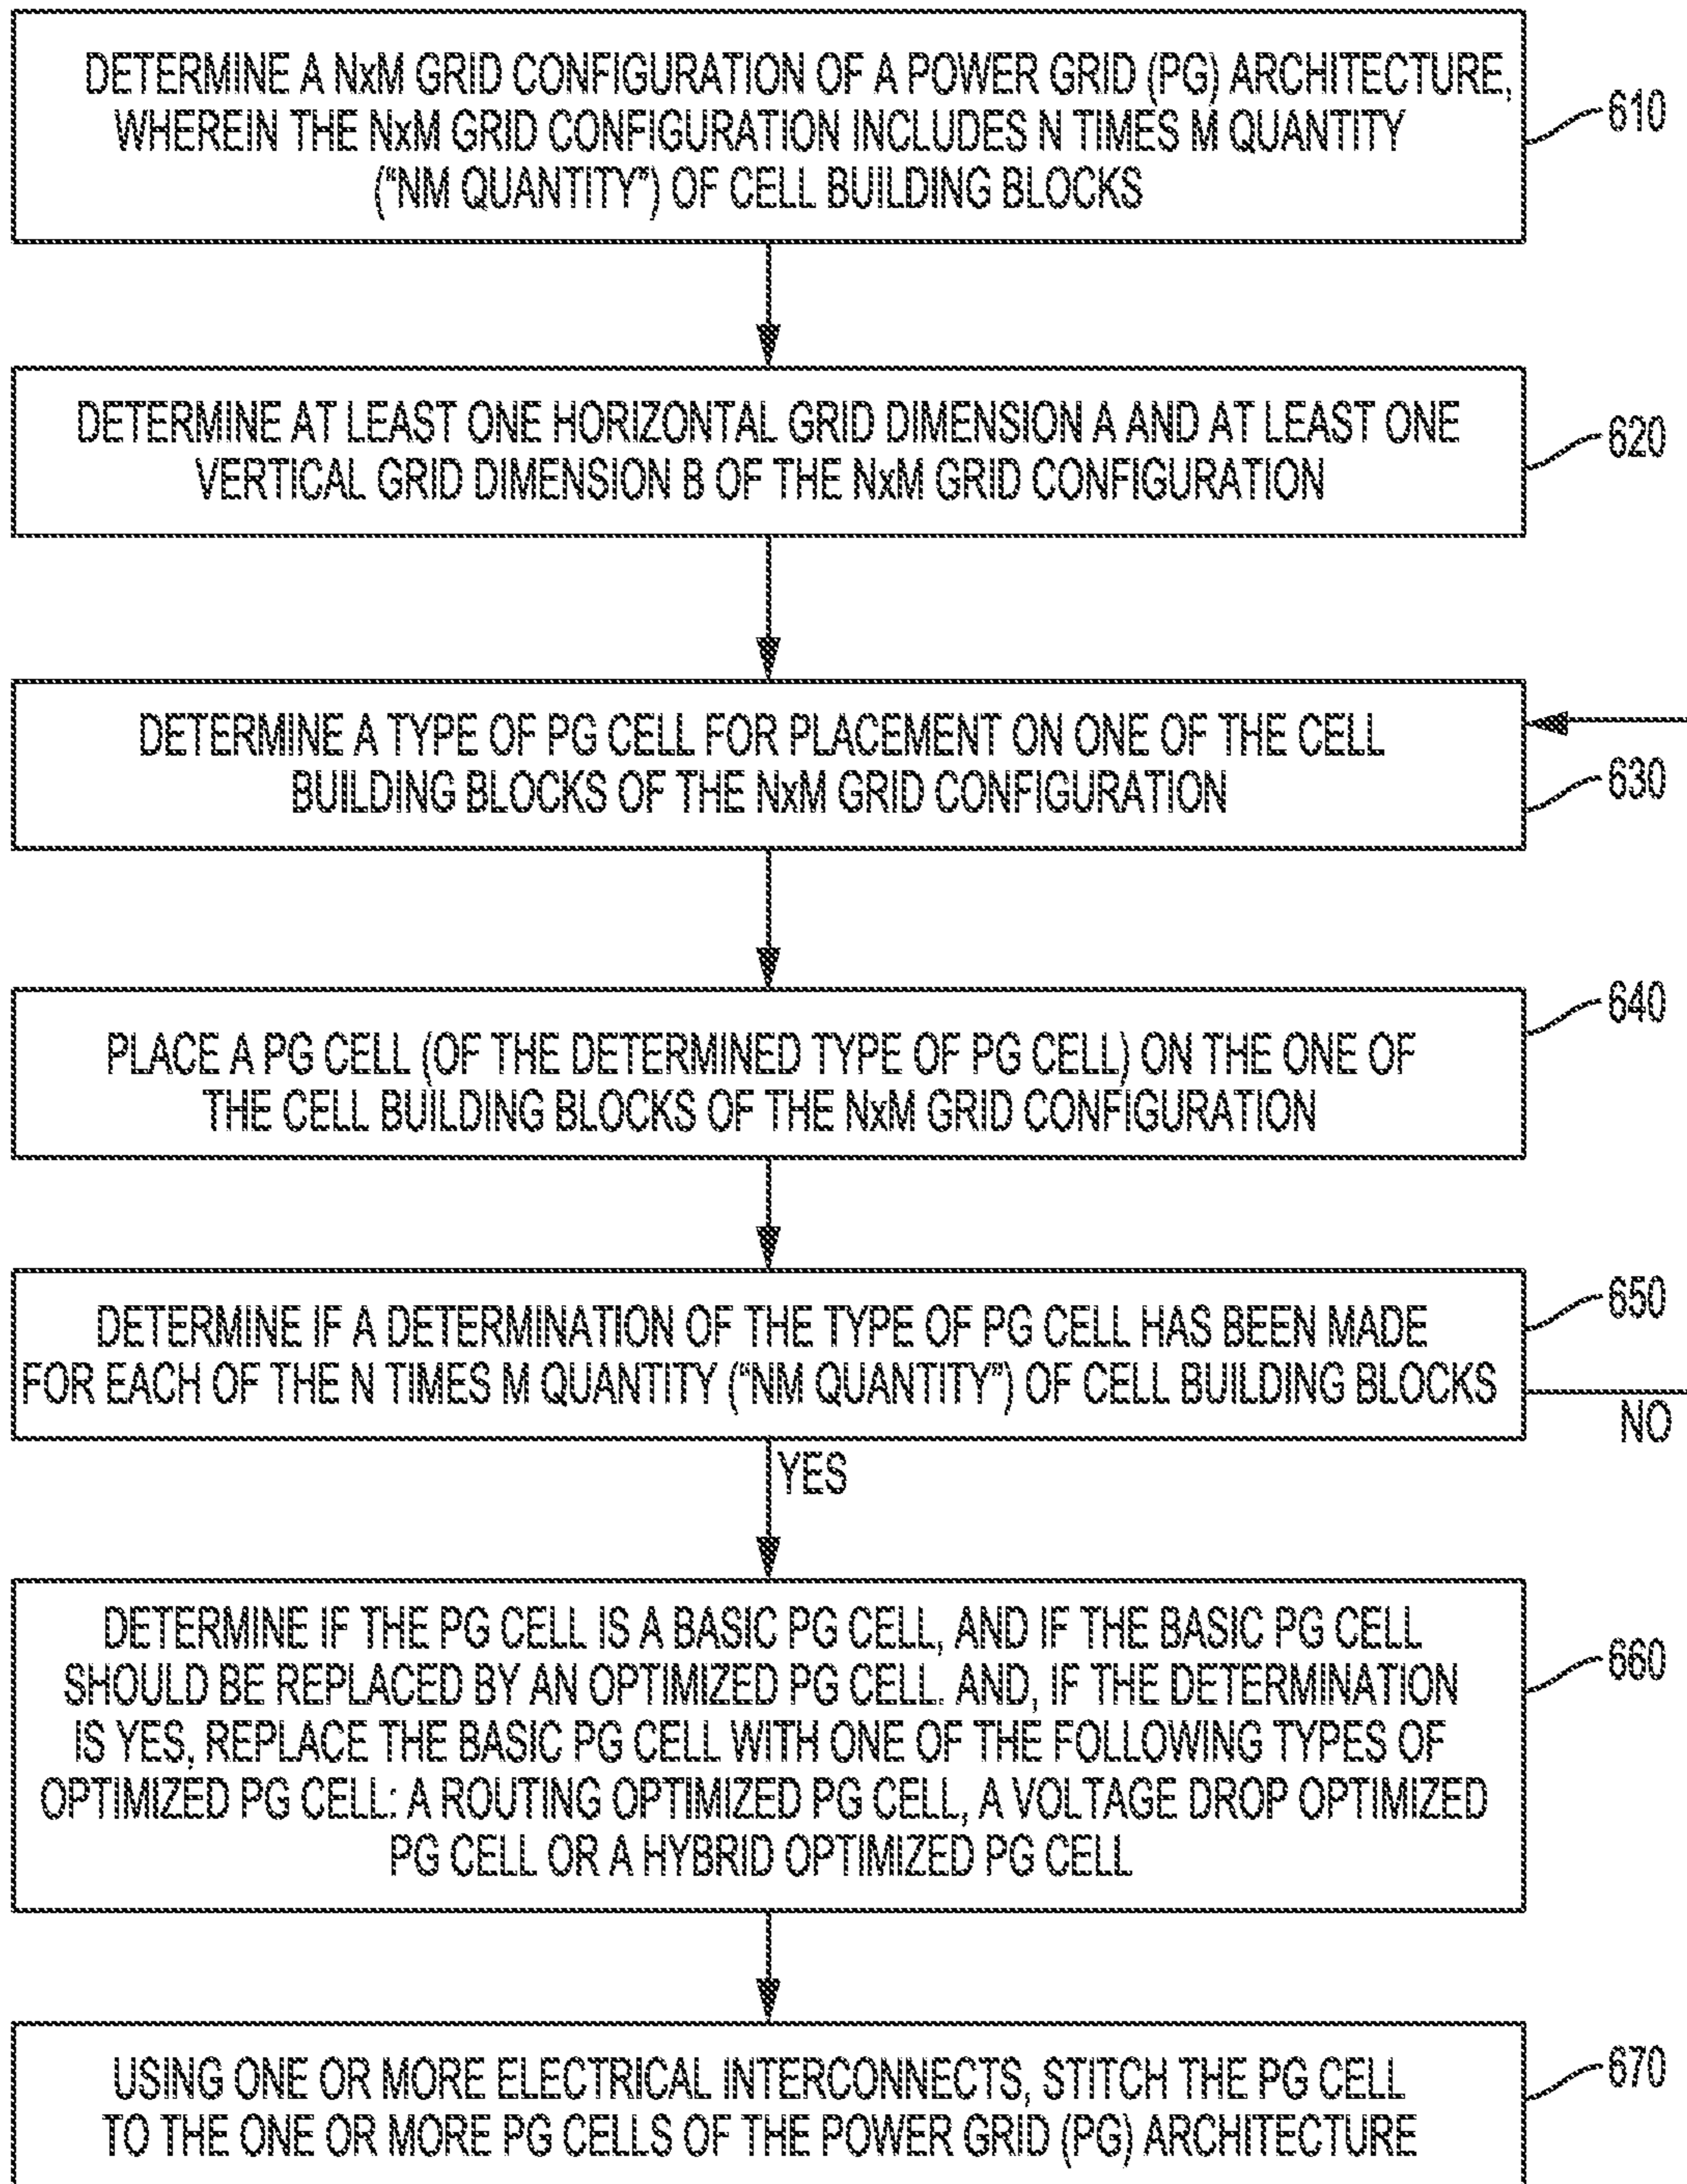 DETERMINE A NxM GRID CONFIGURATION OF A POWER GRID (PG) ARCHITECTURE,
WHEREIN THE NxM GRID CONFIGURATION INCLUDES N TIMES M QUANTITY
("NM QUANTITY") OF CELL BUILDING BLOCKS
610
DETERMINE AT LEAST ONE HORIZONTAL GRID DIMENSION A AND AT LEAST ONE
VERTICAL GRID DIMENSION B OF THE NxM GRID CONFIGURATION
620
DETERMINE A TYPE OF PG CELL FOR PLACEMENT ON ONE OF THE CELL
BUILDING BLOCKS OF THE NxM GRID CONFIGURATION
630
PLACE A PG CELL (OF THE DETERMINED TYPE OF PG CELL) ON THE ONE OF
THE CELL BUILDING BLOCKS OF THE NxM GRID CONFIGURATION
640
DETERMINE IF A DETERMINATION OF THE TYPE OF PG CELL HAS BEEN MADE
FOR EACH OF THE N TIMES M QUANTITY ("NM QUANTITY") OF CELL BUILDING BLOCKS
650
NO
YES
DETERMINE IF THE PG CELL IS A BASIC PG CELL, AND IF THE BASIC PG CELL
SHOULD BE REPLACED BY AN OPTIMIZED PG CELL. AND, IF THE DETERMINATION
IS YES, REPLACE THE BASIC PG CELL WITH ONE OF THE FOLLOWING TYPES OF
OPTIMIZED PG CELL: A ROUTING OPTIMIZED PG CELL, A VOLTAGE DROP OPTIMIZED
PG CELL OR A HYBRID OPTIMIZED PG CELL
660
USING ONE OR MORE ELECTRICAL INTERCONNECTS, STITCH THE PG CELL
TO THE ONE OR MORE PG CELLS OF THE POWER GRID (PG) ARCHITECTURE
670